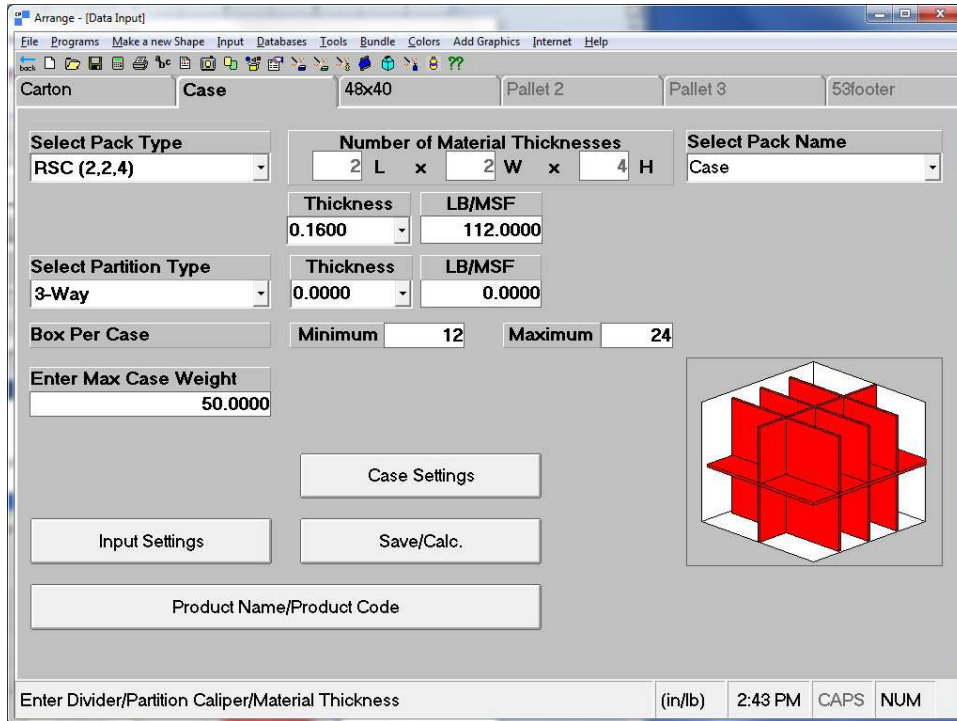 Arrange - [Data Input]
File Programs Make a new Shape Input Databases Tools Bundle Colors Add Graphics Internet Help
back ??
Carton Case 48x40 Pallet 2 Pallet 3 53footer
Select Pack Type Number of Material Thicknesses Select Pack Name
RSC (2,2,4) 2 L x 2 W x 4 H Case
Thickness LB/MSF
0.1600 112.0000
Select Partition Type Thickness LB/MSF
3-Way 0.0000 0.0000
Box Per Case Minimum 12 Maximum 24
Enter Max Case Weight
50.0000
Case Settings
Input Settings Save/Calc.
Product Name/Product Code
Enter Divider/Partition Caliper/Material Thickness (in/lb) 2:43 PM CAPS NUM